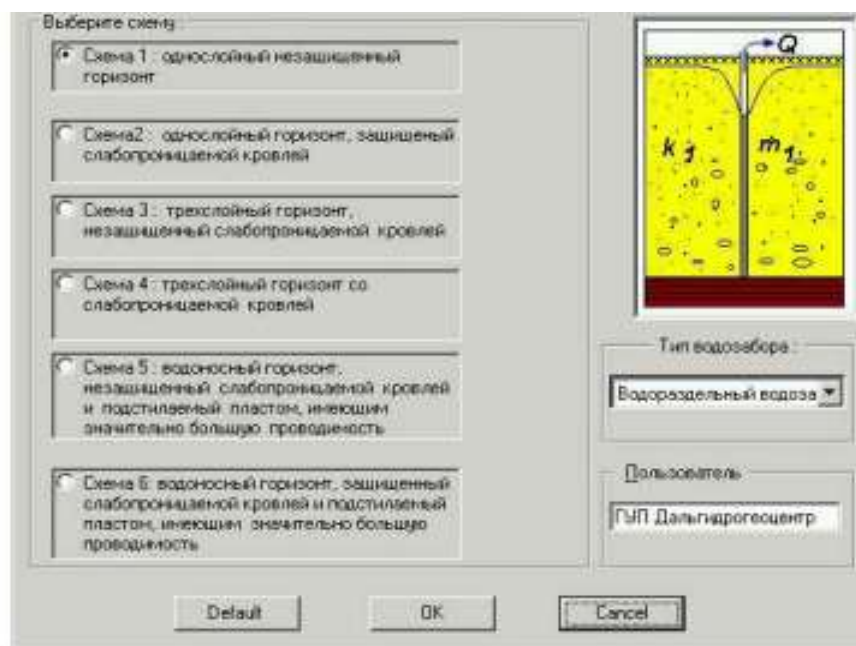 Выберите схему :
Схема 1 : однослойный незащищенный
горизонт
Схема2 : однослойный горизонт, защищеный
слабопроницаемой кровлей
Схема 3 : трехслойный горизонт,
незащищенный слабопроницаемой кровлей
Схема 4 : трехслойный горизонт со
слабопроницаемой кровлей
Схема 5 : водоносный горизонт,
незащищенный слабопроницаемой кровлей
и подстилаемый пластом, имеющим
значительно большую проводимость
Схема 6: водоносный горизонт, защищенный
слабопроницаемой кровлей и подстилаемый
пластом, имеющим значительно большую
проводимость
Q
k 1 m 1
Тип водозабора :
Водораздельный водоза
Пользователь
ГУП Дальгидрогеоцентр
Default OK Cancel